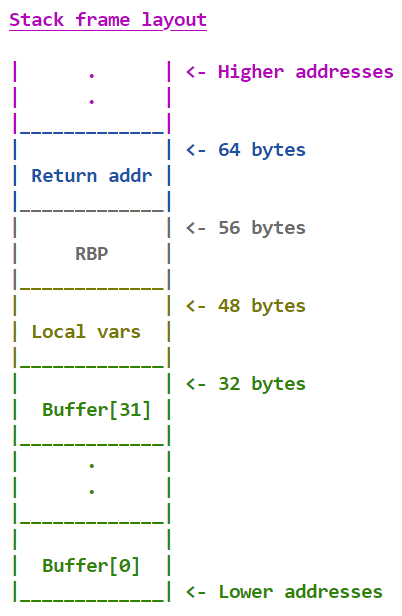 Stack frame layout
|      .      | <- Higher addresses
|      .      |
|_____________|
|             | <- 64 bytes
| Return addr |
|_____________|
|             | <- 56 bytes
|     RBP     |
|_____________|
|             | <- 48 bytes
| Local vars  |
|_____________|
|             | <- 32 bytes
|  Buffer[31] |
|_____________|
|      .      |
|      .      |
|_____________|
|             |
|  Buffer[0]  |
|_____________| <- Lower addresses